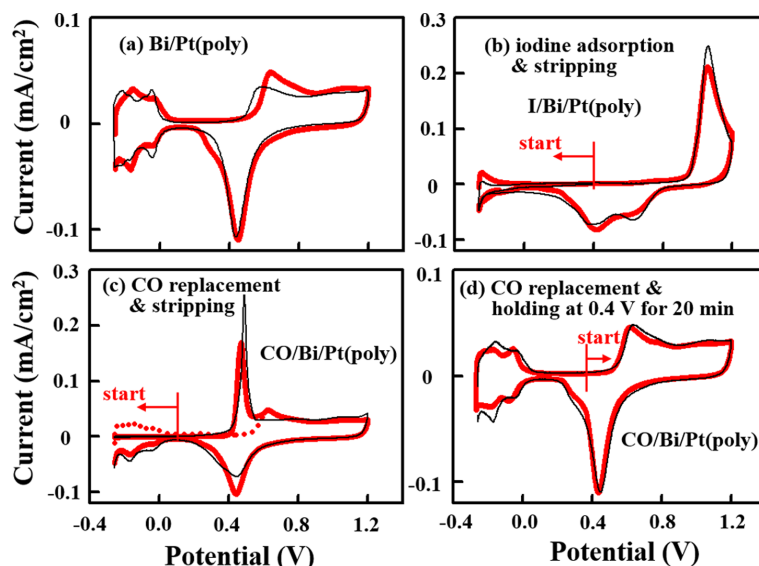 0.1
(a) Bi/Pt(poly)
0
-0.1
Current (mA/cm²)
0.3
(b) iodine adsorption
& stripping
0.2
I/Bi/Pt(poly)
0.1
start
0
-0.1
0.3
(c) CO replacement
& stripping
0.2
CO/Bi/Pt(poly)
0.1
start
0
-0.1
Current (mA/cm²)
-0.4
0.0
0.4
0.8
1.2
Potential (V)
0.1
(d) CO replacement &
holding at 0.4 V for 20 min
start
0
CO/Bi/Pt(poly)
-0.1
-0.4
0.0
0.4
0.8
1.2
Potential (V)